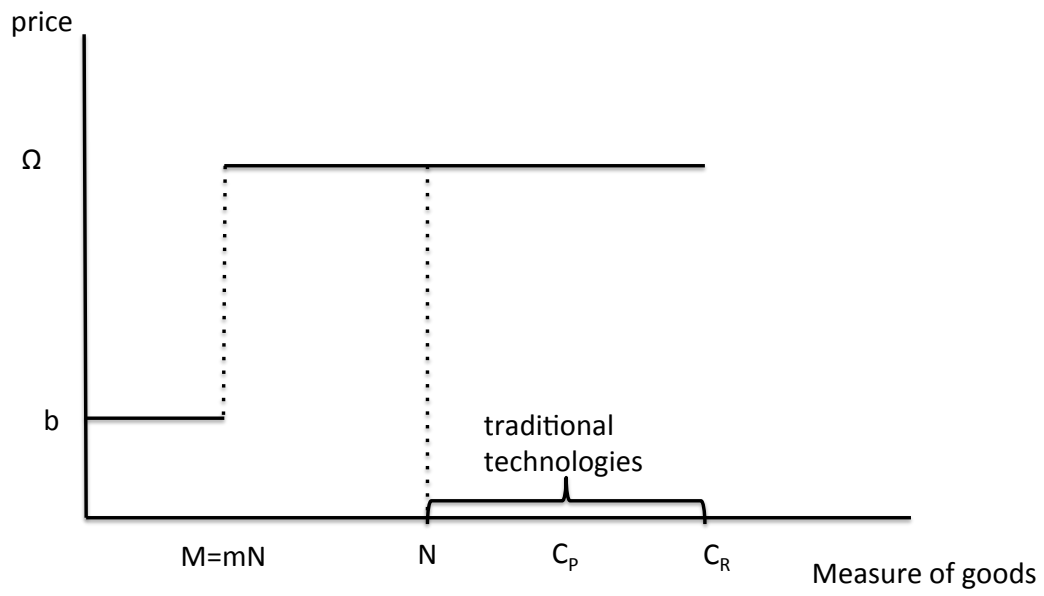 price
Ω
b
traditional
technologies
M=mN
N
C_P
C_R
Measure of goods